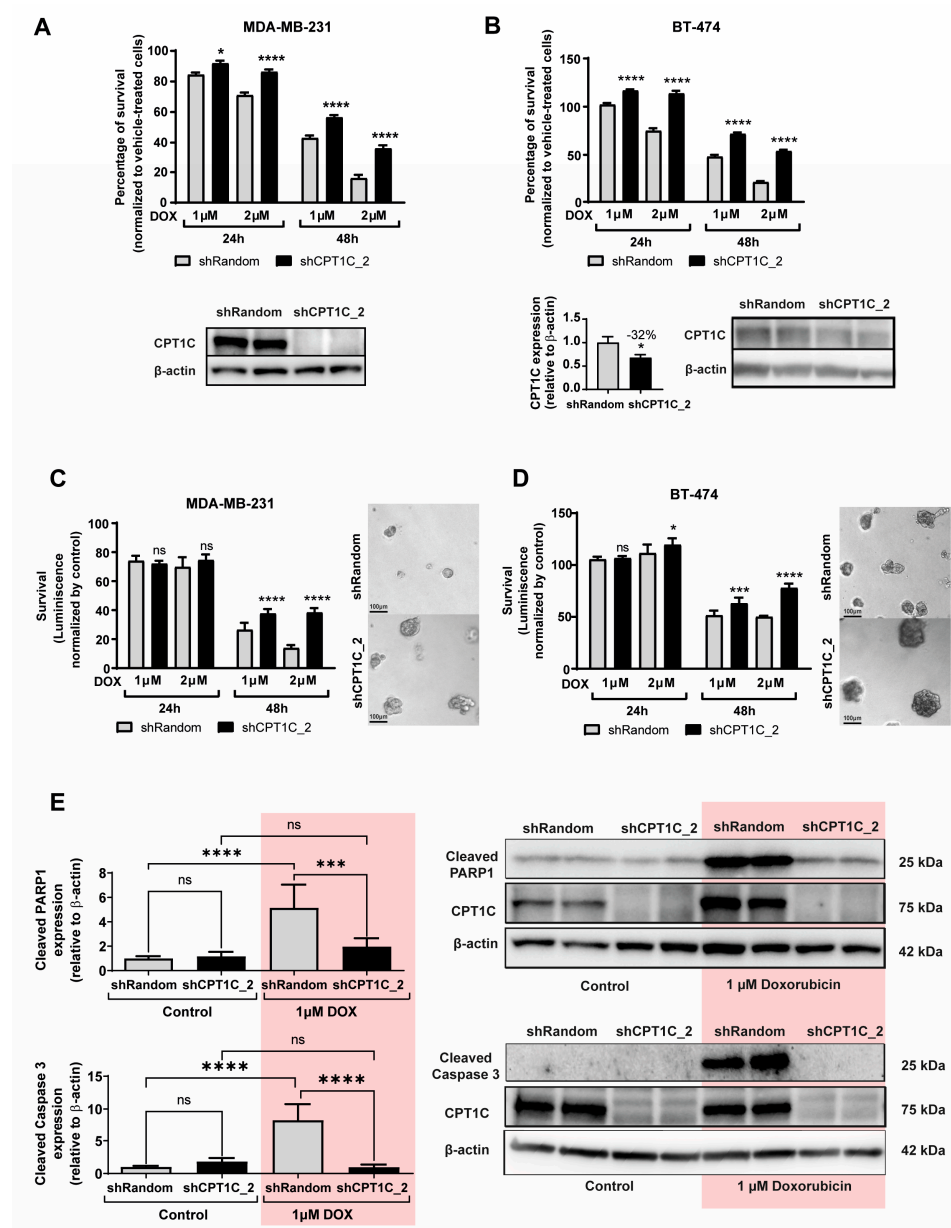 A
MDA-MB-231
Percentage of survival
(normalized to vehicle-treated cells)
100
80
60
40
20
0
*
****
****
****
DOX
1µM
2µM
1µM
2µM
24h
48h
shRandom
shCPT1C_2
shRandom
shCPT1C_2
CPT1C
β-actin
B
BT-474
Percentage of survival
(normalized to vehicle-treated cells)
150
100
50
0
****
****
****
****
DOX
1µM
2µM
1µM
2µM
24h
48h
shRandom
shCPT1C_2
CPT1C expression
(relative to β-actin)
1.5
1.0
0.5
0.0
-32%
*
shRandom
shCPT1C_2
shRandom
shCPT1C_2
CPT1C
β-actin
C
MDA-MB-231
Survival
(Luminiscence
normalized by control)
100
80
60
40
20
0
ns
ns
****
****
DOX
1µM
2µM
1µM
2µM
24h
48h
shRandom
shCPT1C_2
shRandom
100µm
shCPT1C_2
100µm
D
BT-474
Survival
(Luminiscence
normalized by control)
150
100
50
0
ns
*
***
****
DOX
1µM
2µM
1µM
2µM
24h
48h
shRandom
shCPT1C_2
shRandom
100µm
shCPT1C_2
100µm
E
Cleaved PARP1
expression
(relative to β-actin)
8
6
4
2
0
ns
****
***
ns
shRandom
shCPT1C_2
shRandom
shCPT1C_2
Control
1µM DOX
shRandom
shCPT1C_2
shRandom
shCPT1C_2
Cleaved
PARP1
25 kDa
CPT1C
75 kDa
β-actin
42 kDa
Control
1 µM Doxorubicin
Cleaved Caspase 3
expression
(relative to β-actin)
15
10
5
0
ns
****
****
ns
shRandom
shCPT1C_2
shRandom
shCPT1C_2
Control
1µM DOX
shRandom
shCPT1C_2
shRandom
shCPT1C_2
Cleaved
Caspase 3
25 kDa
CPT1C
75 kDa
β-actin
42 kDa
Control
1 µM Doxorubicin